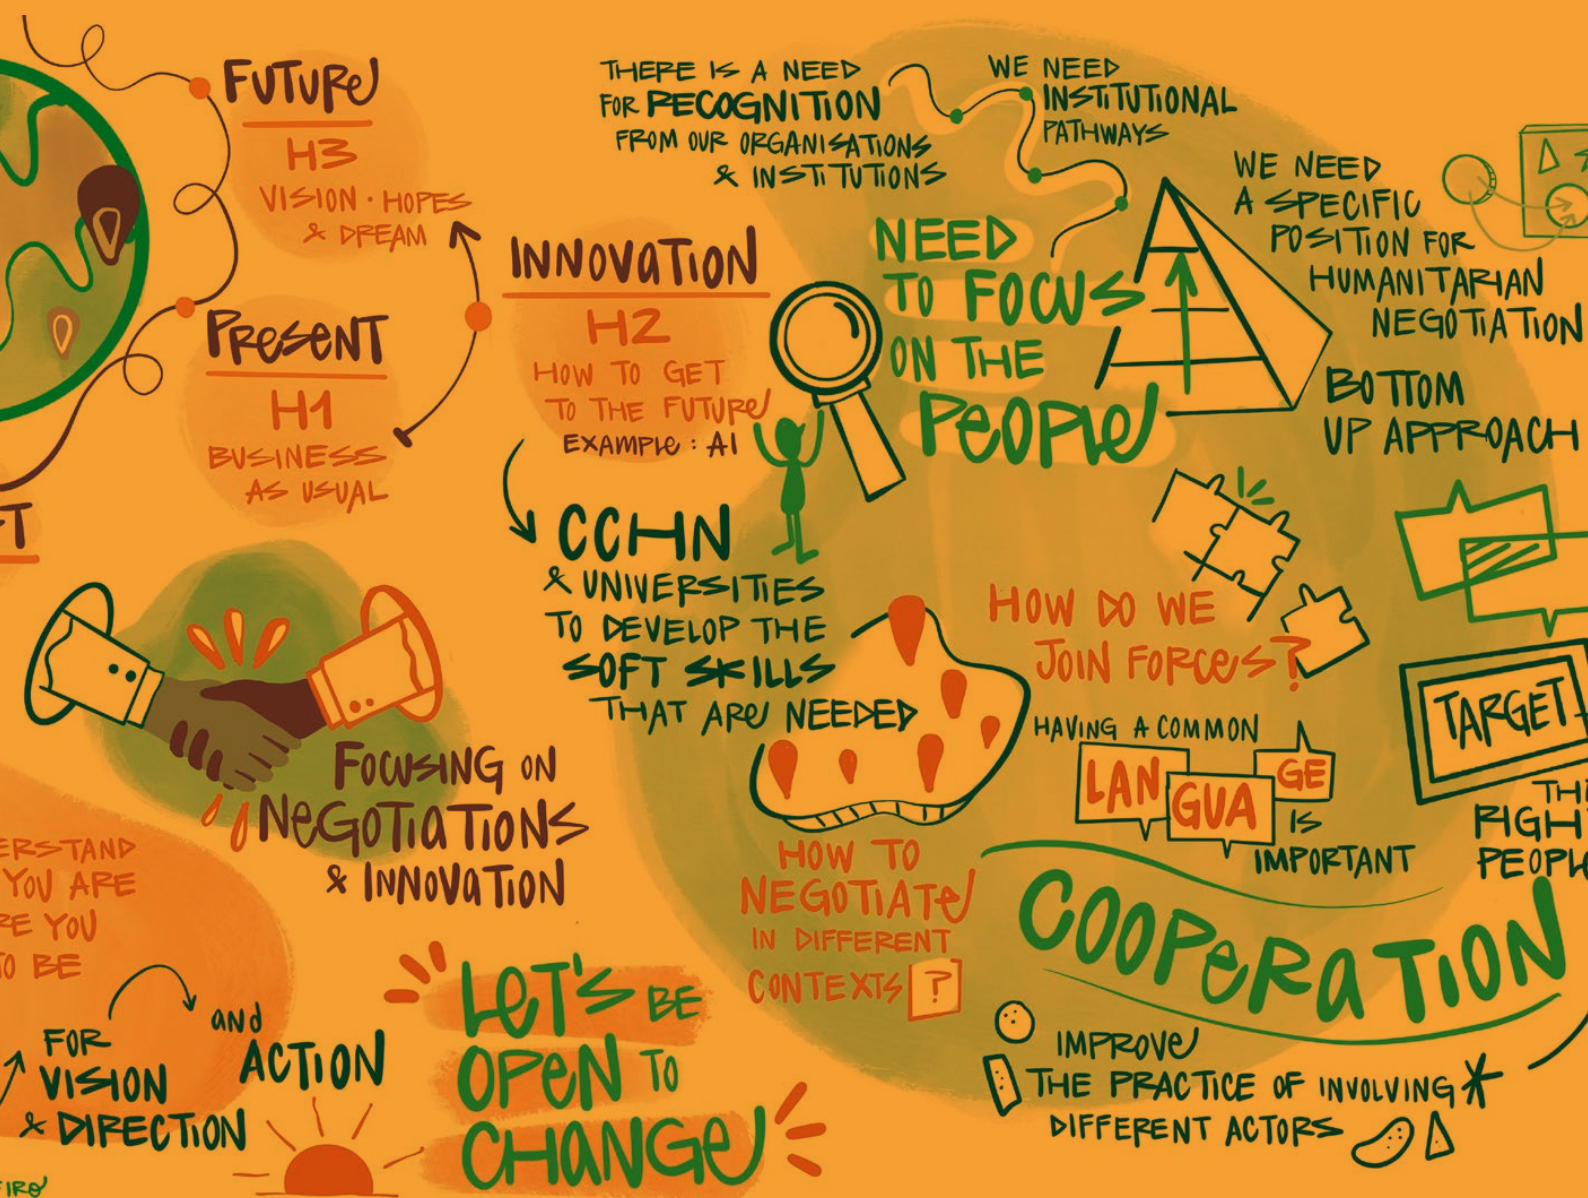 FUTURE
H3
VISION · HOPES
& DREAM
PRESENT
H1
BUSINESS
AS USUAL
INNOVATION
H2
HOW TO GET
TO THE FUTURE
EXAMPLE : AI
CCHN
& UNIVERSITIES
TO DEVELOP THE
SOFT SKILLS
THAT ARE NEEDED
THERE IS A NEED
FOR RECOGNITION
FROM OUR ORGANISATIONS
& INSTITUTIONS
WE NEED
INSTITUTIONAL
PATHWAYS
NEED
TO FOCUS
ON THE
PEOPLE
WE NEED
A SPECIFIC
POSITION FOR
HUMANITARIAN
NEGOTIATION
BOTTOM
UP APPROACH
FOCUSING ON
NEGOTIATIONS
& INNOVATION
HOW DO WE
JOIN FORCES?
HAVING A COMMON
LANGUAGE
IS
IMPORTANT
TARGET
RIGH
PEOPL
HOW TO
NEGOTIATE
IN DIFFERENT
CONTEXTS ?
COOPERATION
IMPROVE
THE PRACTICE OF INVOLVING
DIFFERENT ACTORS
ERSTAND
YOU ARE
RE YOU
TO BE
FOR
VISION
& DIRECTION
AND
ACTION
LET'S BE
OPEN TO
CHANGE